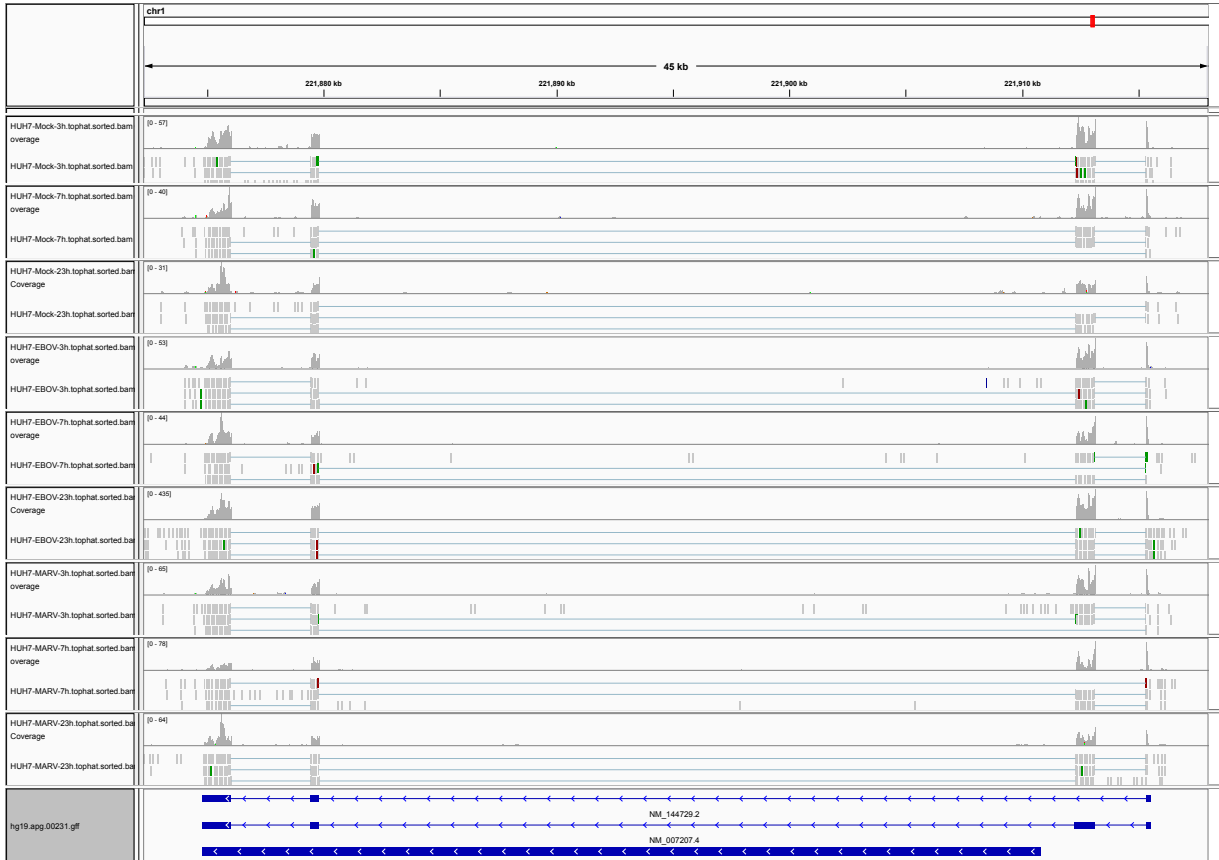 chr1
45 kb
221,880 kb 221,890 kb 221,900 kb 221,910 kb
HUH7-Mock-3h.tophat.sorted.bam
overage
[0 - 57]
HUH7-Mock-3h.tophat.sorted.bam
HUH7-Mock-7h.tophat.sorted.bam
overage
[0 - 40]
HUH7-Mock-7h.tophat.sorted.bam
HUH7-Mock-23h.tophat.sorted.bam
Coverage
[0 - 31]
HUH7-Mock-23h.tophat.sorted.bam
HUH7-EBOV-3h.tophat.sorted.bam
overage
[0 - 53]
HUH7-EBOV-3h.tophat.sorted.bam
HUH7-EBOV-7h.tophat.sorted.bam
overage
[0 - 44]
HUH7-EBOV-7h.tophat.sorted.bam
HUH7-EBOV-23h.tophat.sorted.ba
Coverage
[0 - 435]
HUH7-EBOV-23h.tophat.sorted.ba
HUH7-MARV-3h.tophat.sorted.bam
overage
[0 - 65]
HUH7-MARV-3h.tophat.sorted.bam
HUH7-MARV-7h.tophat.sorted.bam
overage
[0 - 78]
HUH7-MARV-7h.tophat.sorted.bam
HUH7-MARV-23h.tophat.sorted.ba
Coverage
[0 - 64]
HUH7-MARV-23h.tophat.sorted.ba
hg19.apg.00231.gff
NM_144729.2
NM_007207.4